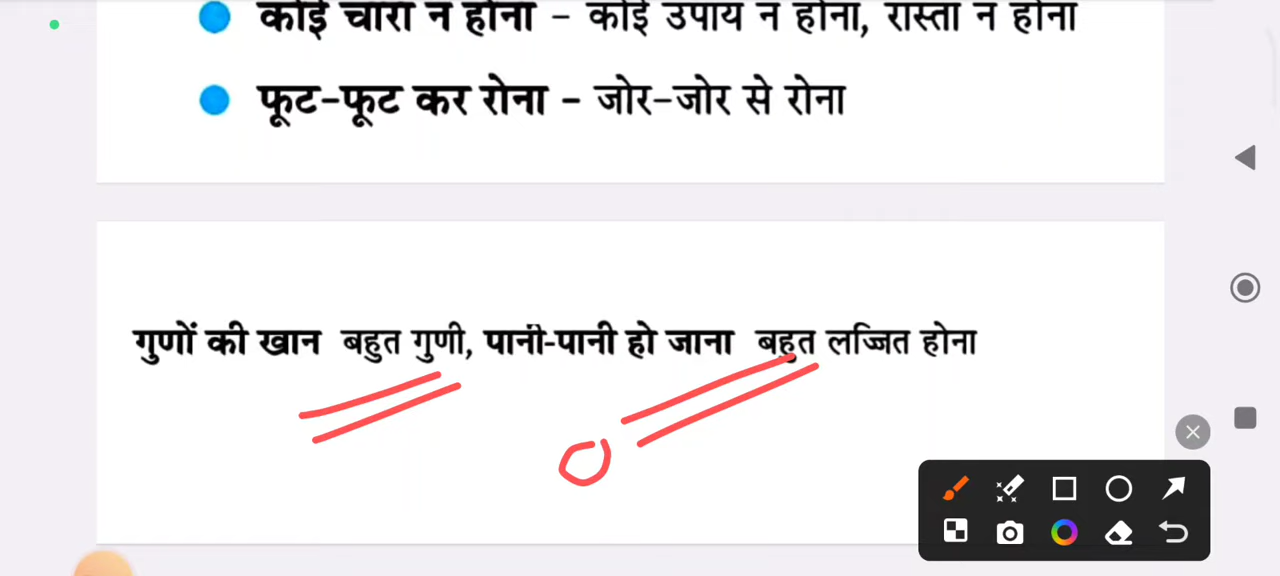 कोई चारा न होना – कोई उपाय न होना, रास्ता न होना
फूट-फूट कर रोना - जोर-जोर से रोना
गुणों की खान बहुत गुणी, पानी-पानी हो जाना बहुत लज्जित होना